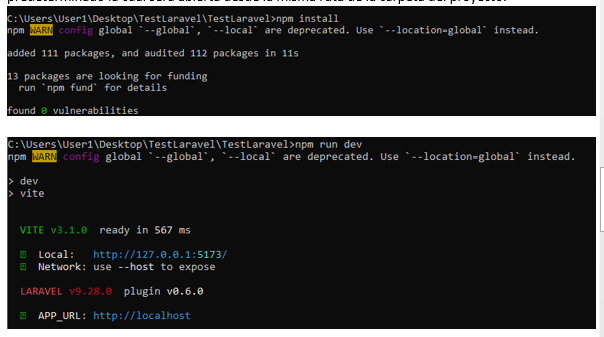 C:\Users\User1\Desktop\TestLaravel\TestLaravel>npm install
npm WARN config global `--global`, `--local` are deprecated. Use `--location=global` instead.
added 111 packages, and audited 112 packages in 11s
13 packages are looking for funding
run `npm fund` for details
found 0 vulnerabilities
C:\Users\User1\Desktop\TestLaravel\TestLaravel>npm run dev
npm WARN config global `--global`, `--local` are deprecated. Use `--location=global` instead.
> dev
> vite
VITE v3.1.0 ready in 567 ms
Local: http://127.0.0.1:5173/
Network: use --host to expose
LARAVEL v9.28.0 plugin v0.6.0
APP_URL: http://localhost